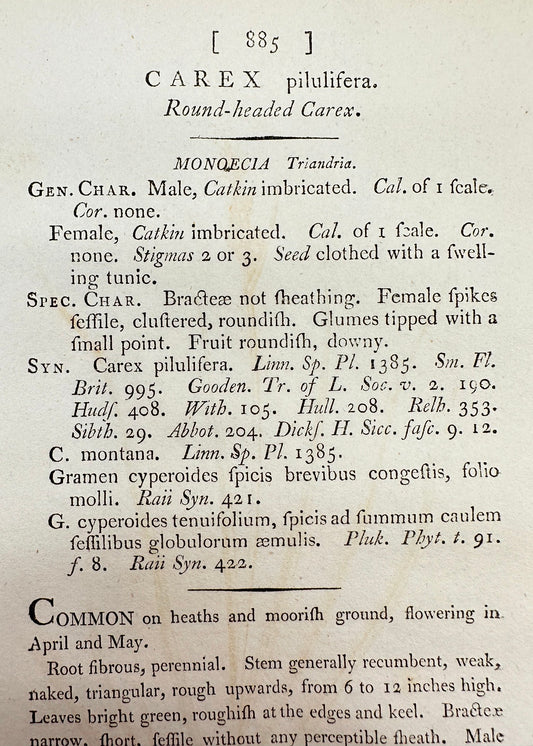 [ 885 ]
CAREX pilulifera.
Round-headed Carex.
MONOECIA Triandria.
GEN. CHAR. Male, Catkin imbricated. Cal. of 1 ſcale.
Cor. none.
Female, Catkin imbricated. Cal. of 1 ſcale. Cor.
none. Stigmas 2 or 3. Seed clothed with a ſwell-
ing tunic.
SPEC. CHAR. Bracteæ not ſheathing. Female ſpikes
ſeſſile, cluſtered, roundiſh. Glumes tipped with a
ſmall point. Fruit roundiſh, downy.
SYN. Carex pilulifera. Linn. Sp. Pl. 1385. Sm. Fl.
Brit. 995. Gooden. Tr. of L. Soc. v. 2. 190.
Hudſ. 408. With. 105. Hull. 208. Relh. 353.
Sibth. 29. Abbot. 204. Dickſ. H. Sicc. faſc. 9. 12.
C. montana. Linn. Sp. Pl. 1385.
Gramen cyperoides ſpicis brevibus congeſtis, folio
molli. Raii Syn. 421.
G. cyperoides tenuifolium, ſpicis ad ſummum caulem
ſeſſilibus globulorum æmulis. Pluk. Phyt. t. 91.
f. 8. Raii Syn. 422.
COMMON on heaths and mooriſh ground, flowering in
April and May.
Root fibrous, perennial. Stem generally recumbent, weak,
naked, triangular, rough upwards, from 6 to 12 inches high.
Leaves bright green, roughiſh at the edges and keel. Bracteæ
narrow, ſhort, ſeſſile without any perceptible ſheath. Male